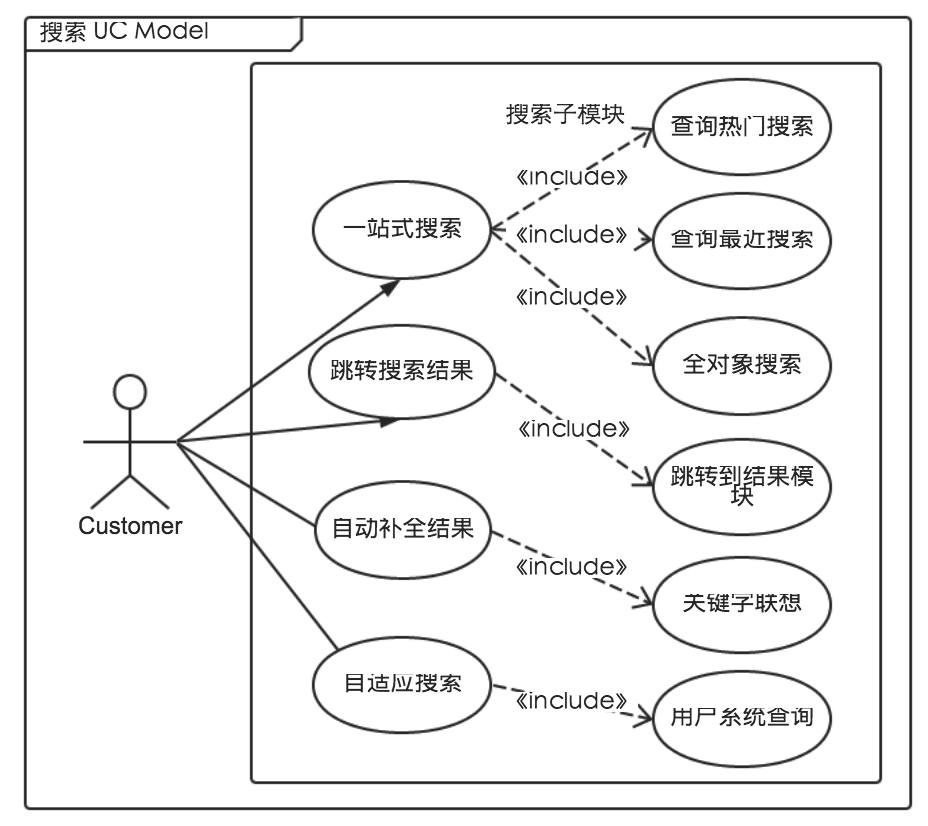 搜索 UC Model
搜索子模块
查询热门搜索
«include»
一站式搜索
«include»
查询最近搜索
«include»
全对象搜索
跳转搜索结果
«include»
跳转到结果模
块
Customer
自动补全结果
«include»
关键字联想
自适应搜索
«include»
用户系统查询